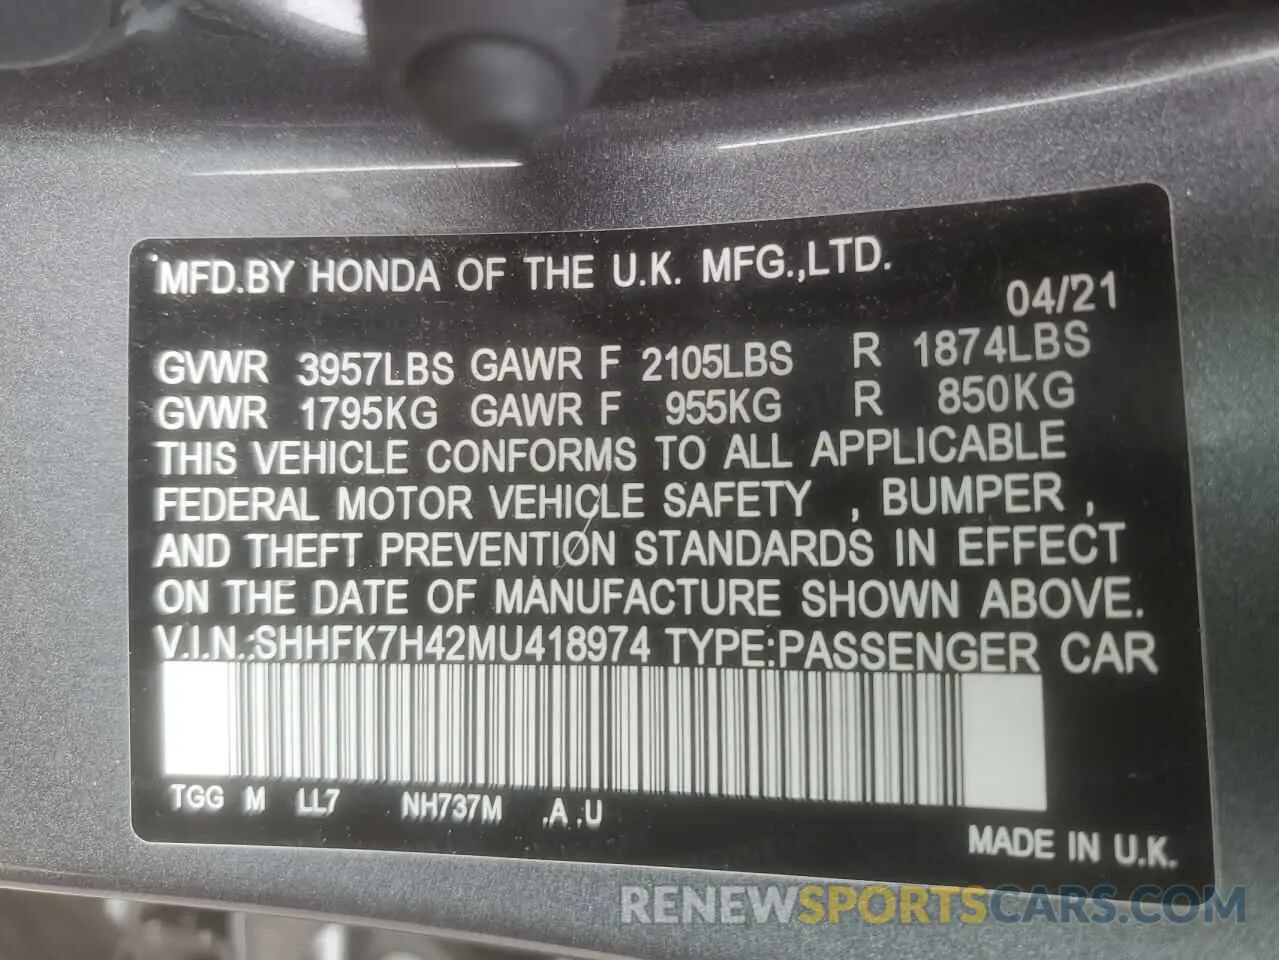 MFD.BY HONDA OF THE U.K. MFG.,LTD.
04/21
GVWR 3957LBS GAWR F 2105LBS R 1874LBS
GVWR 1795KG GAWR F 955KG R 850KG
THIS VEHICLE CONFORMS TO ALL APPLICABLE
FEDERAL MOTOR VEHICLE SAFETY , BUMPER ,
AND THEFT PREVENTION STANDARDS IN EFFECT
ON THE DATE OF MANUFACTURE SHOWN ABOVE.
V.I.N.:SHHFK7H42MU418974 TYPE:PASSENGER CAR
TGG M LL7 NH737M .A .U
MADE IN U.K.
RENEWSPORTSCARS.COM